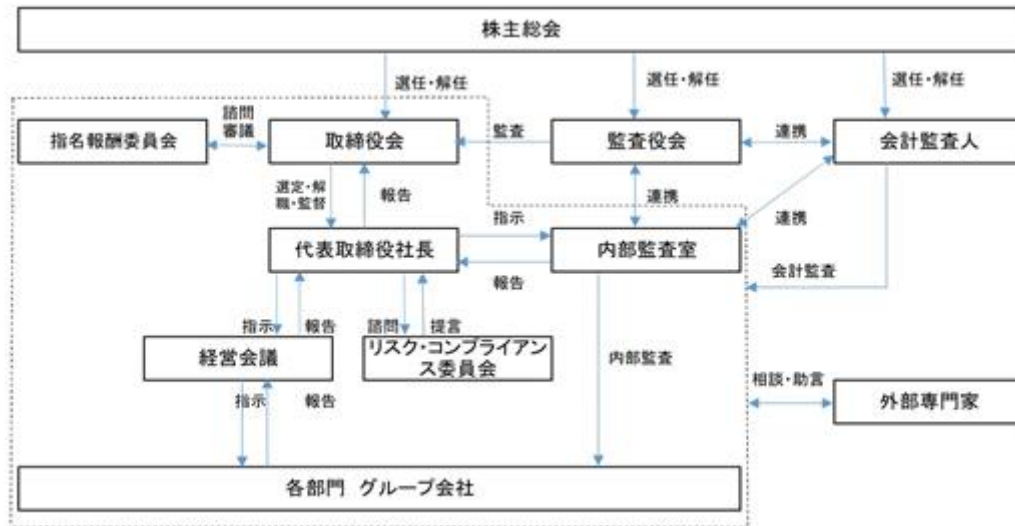 株主総会
選任・解任
選任・解任
選任・解任
諮問
審議
指名報酬委員会
取締役会
監査
監査役会
連携
会計監査人
選定・解
職・監督
報告
連携
連携
指示
代表取締役社長
内部監査室
報告
会計監査
指示
報告
諮問
提言
経営会議
リスク・コンプライアン
ス委員会
内部監査
相談・助言
指示
報告
外部専門家
各部門 グループ会社